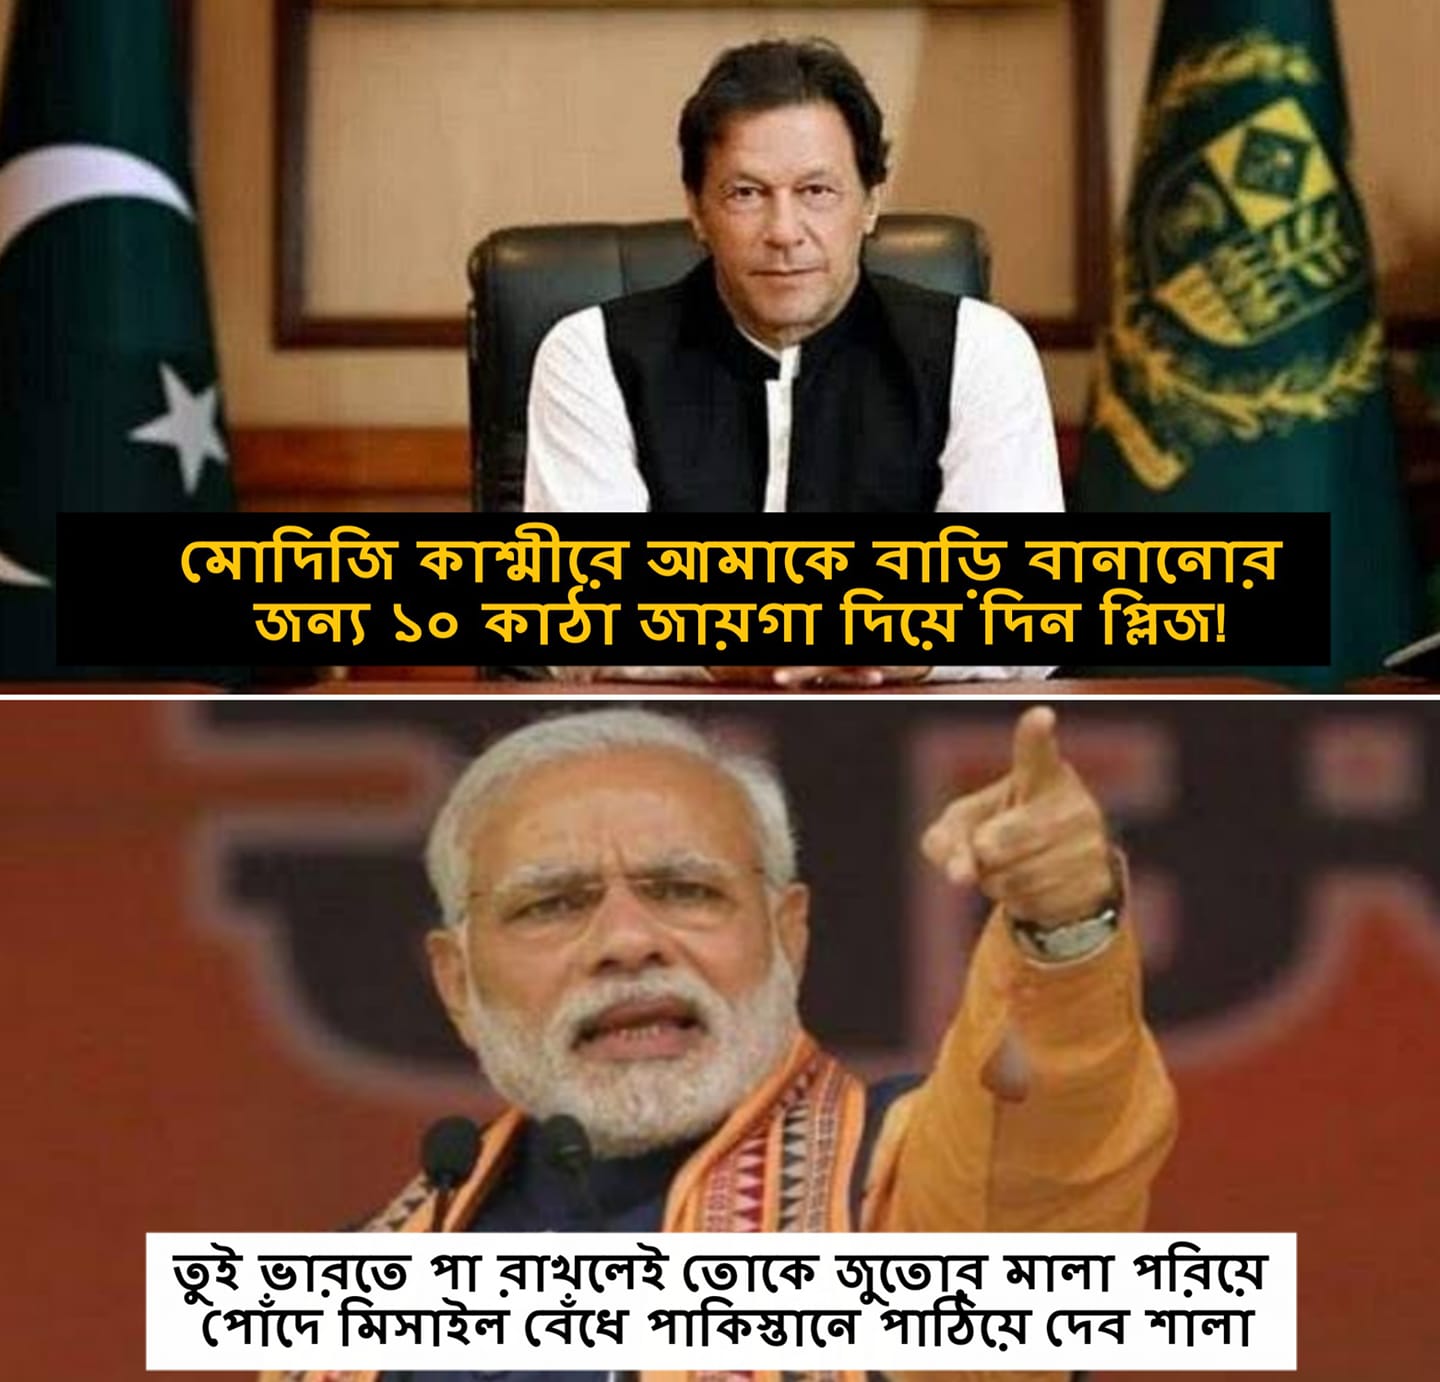 মোদিজি কাশ্মীরে আমাকে বাড়ি বানানোর
জন্য ১০ কাঠা জায়গা দিয়ে দিন প্লিজ!
তুই ভারতে পা রাখলেই তোকে জুতোর মালা পরিয়ে
পোঁদে মিসাইল বেঁধে পাকিস্তানে পাঠিয়ে দেব শালা